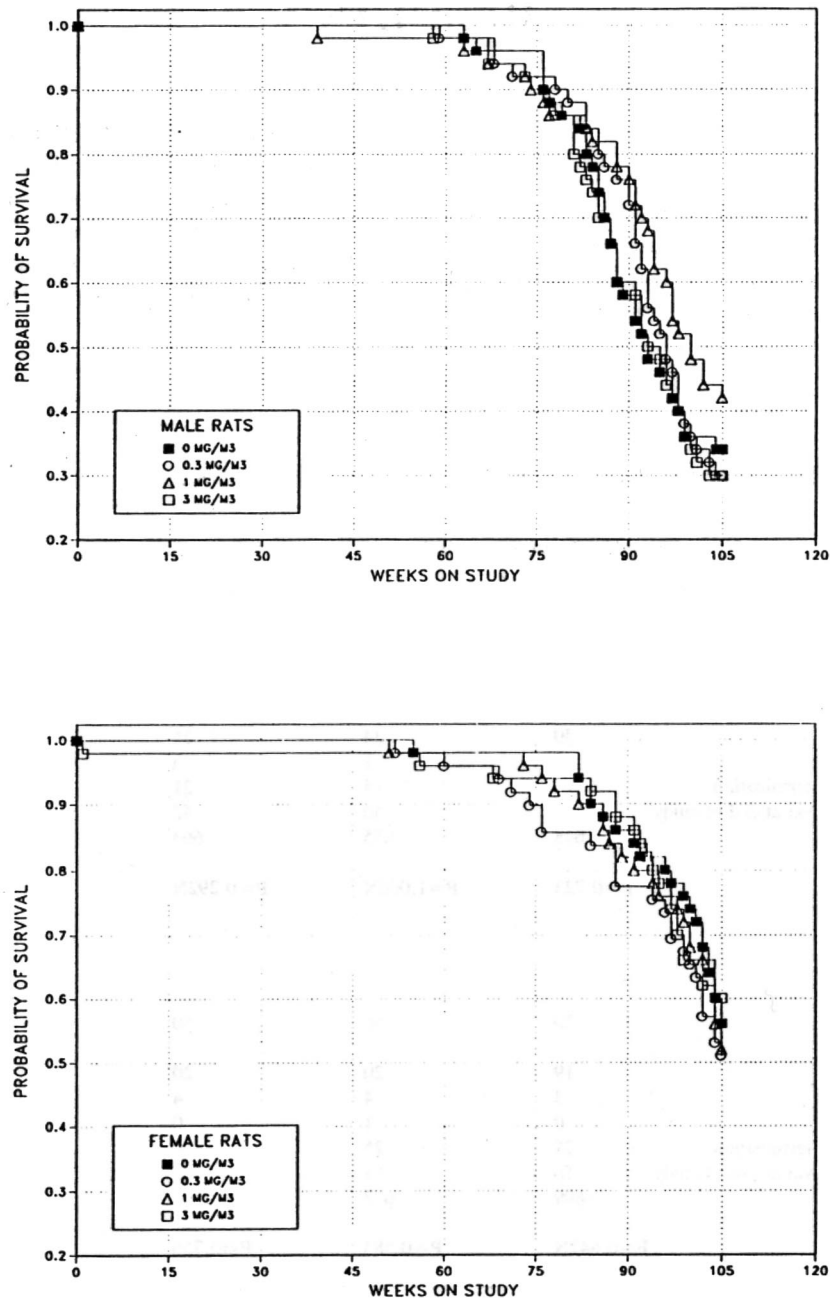 PROBABILITY OF SURVIVAL
1.0
0.9
0.8
0.7
0.6
0.5
0.4
0.3
0.2
MALE RATS
0 MG/M3
0.3 MG/M3
1 MG/M3
3 MG/M3
0 15 30 45 60 75 90 105 120
WEEKS ON STUDY
PROBABILITY OF SURVIVAL
1.0
0.9
0.8
0.7
0.6
0.5
0.4
0.3
0.2
FEMALE RATS
0 MG/M3
0.3 MG/M3
1 MG/M3
3 MG/M3
0 15 30 45 60 75 90 105 120
WEEKS ON STUDY